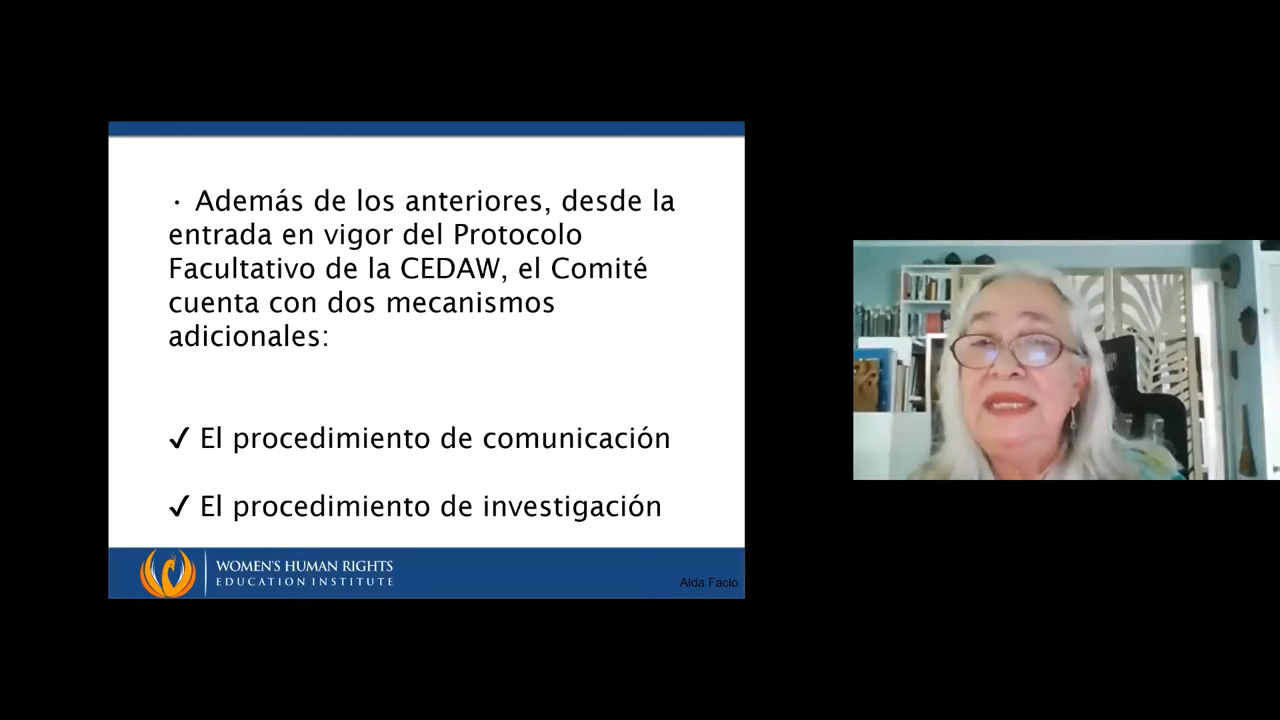 · Además de los anteriores, desde la
entrada en vigor del Protocolo
Facultativo de la CEDAW, el Comité
cuenta con dos mecanismos
adicionales:
✓ El procedimiento de comunicación
✓ El procedimiento de investigación
WOMEN'S HUMAN RIGHTS
EDUCATION INSTITUTE
Alda Facio